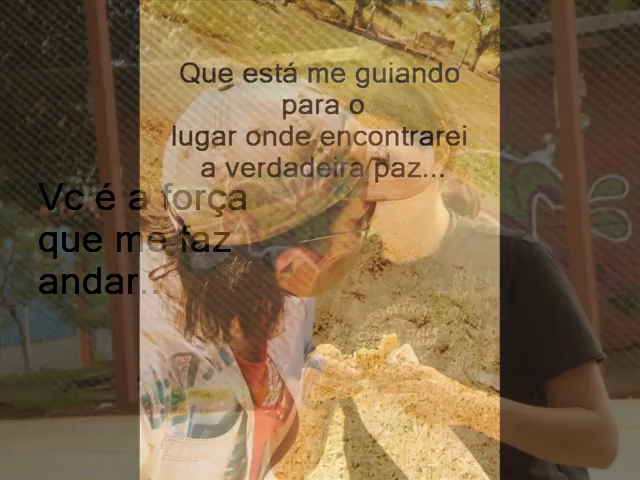 Que está me guiando
para o
lugar onde encontrarei
a verdadeira paz...
Vc é a força
que me faz
andar...